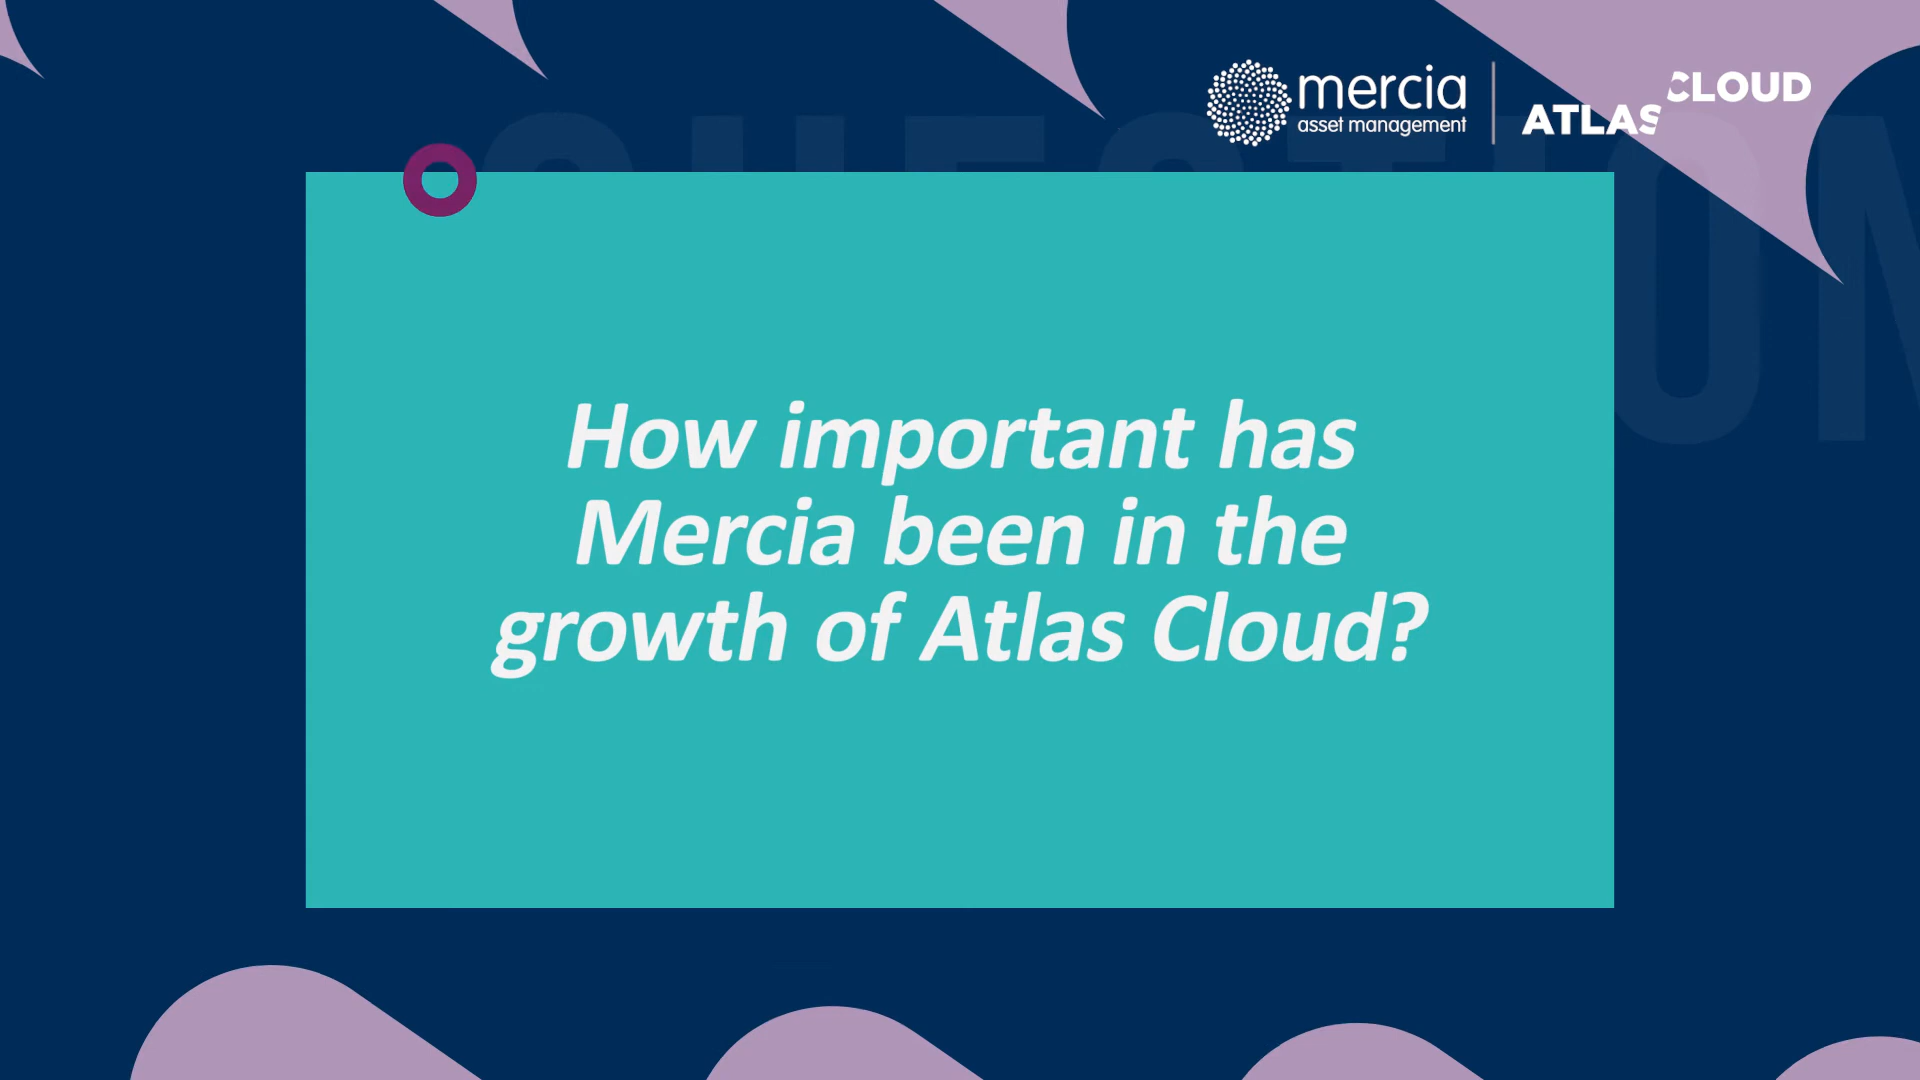 mercia
asset management
ATLAS CLOUD
How important has
Mercia been in the
growth of Atlas Cloud?